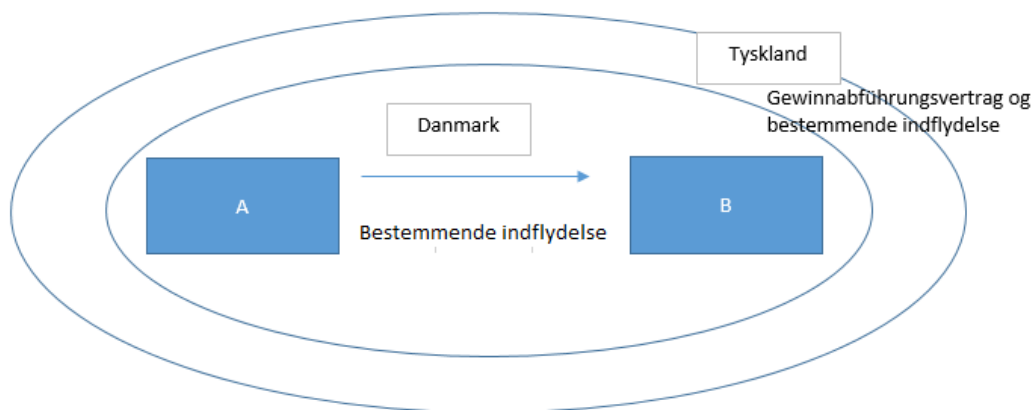 Tyskland
Gewinnabführungsvertrag og
bestemmende indflydelse
Danmark
A
B
Bestemmende indflydelse